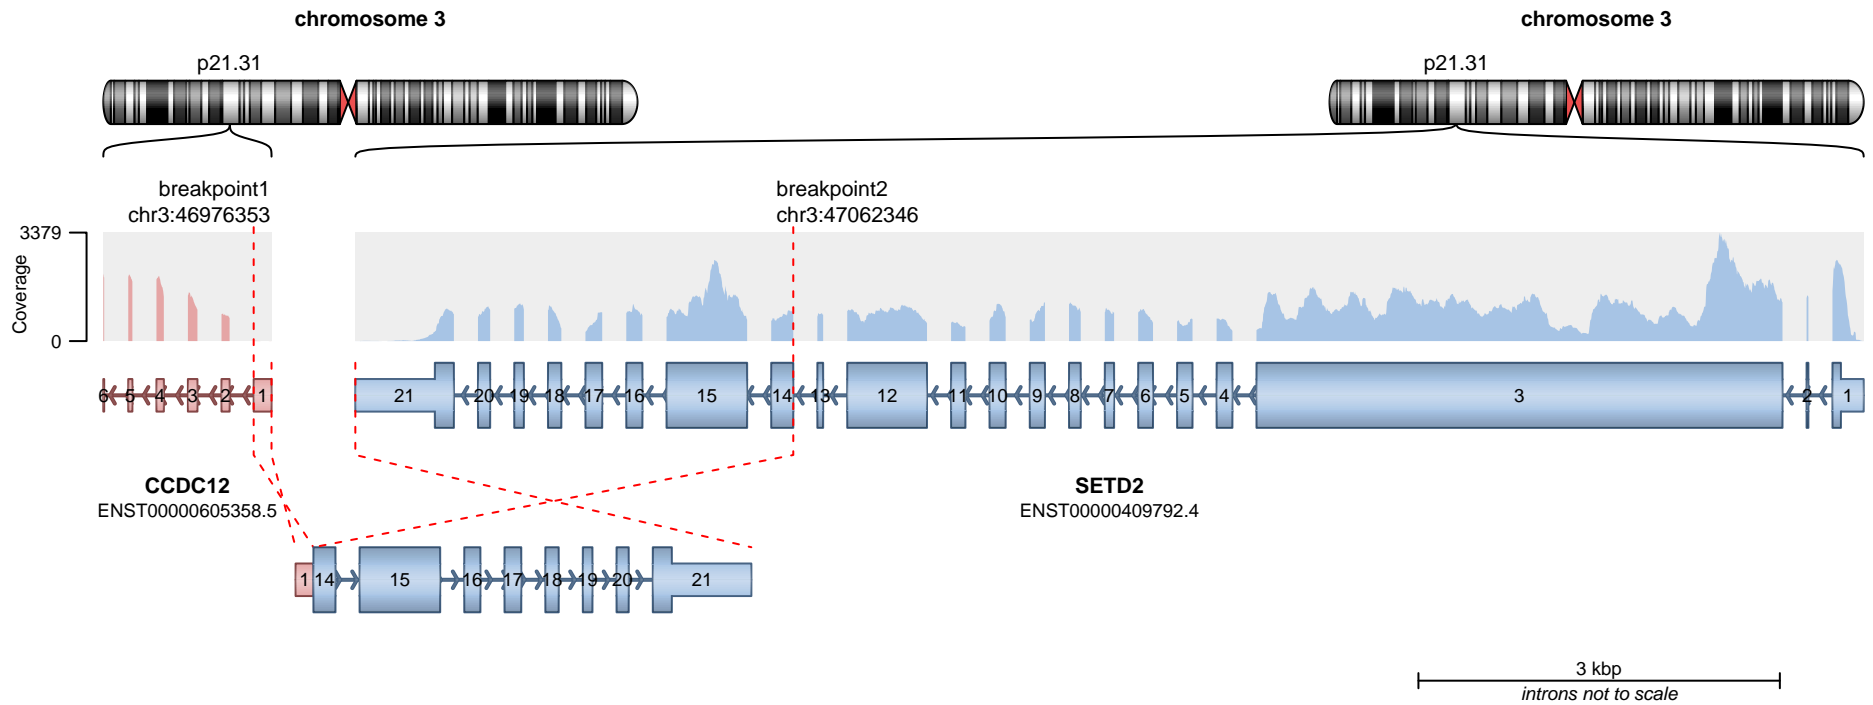 chromosome 3
chromosome 3
p21.31
p21.31
breakpoint1
chr3:46976353
breakpoint2
chr3:47062346
3379
Coverage
0
6 5 4 3 2 1
21 20 19 18 17 16 15 14 13 12 11 10 9 8 7 6 5 4 3 2 1
CCDC12
ENST00000605358.5
SETD2
ENST00000409792.4
1 14 15 16 17 18 19 20 21
3 kbp
introns not to scale